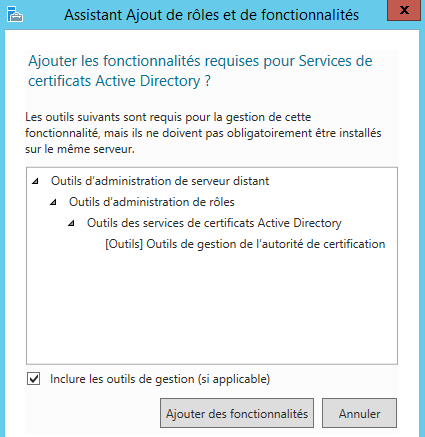 Assistant Ajout de rôles et de fonctionnalités
x
Ajouter les fonctionnalités requises pour Services de
certificats Active Directory ?
Les outils suivants sont requis pour la gestion de cette
fonctionnalité, mais ils ne doivent pas obligatoirement être installés
sur le même serveur.
Outils d'administration de serveur distant
Outils d'administration de rôles
Outils des services de certificats Active Directory
[Outils] Outils de gestion de l'autorité de certification
Inclure les outils de gestion (si applicable)
Ajouter des fonctionnalités
Annuler